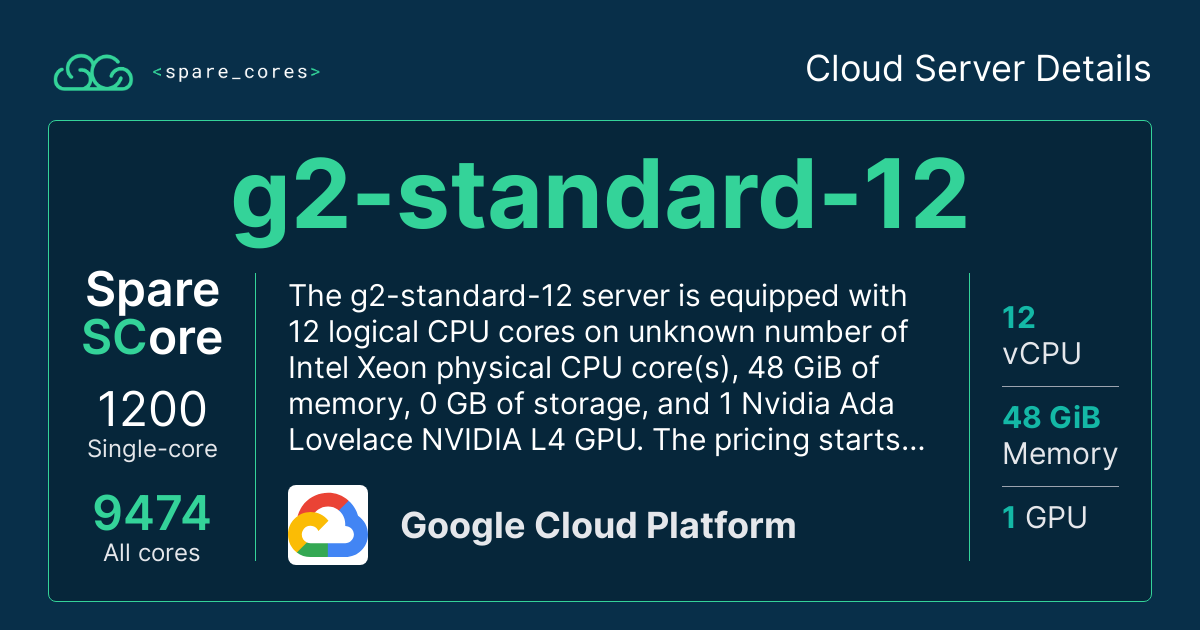 <spare_cores>
Cloud Server Details
g2-standard-12
Spare
SCore
1200
Single-core
9474
All cores
The g2-standard-12 server is equipped with
12 logical CPU cores on unknown number of
Intel Xeon physical CPU core(s), 48 GiB of
memory, 0 GB of storage, and 1 Nvidia Ada
Lovelace NVIDIA L4 GPU. The pricing starts...
Google Cloud Platform
12
vCPU
48 GiB
Memory
1 GPU